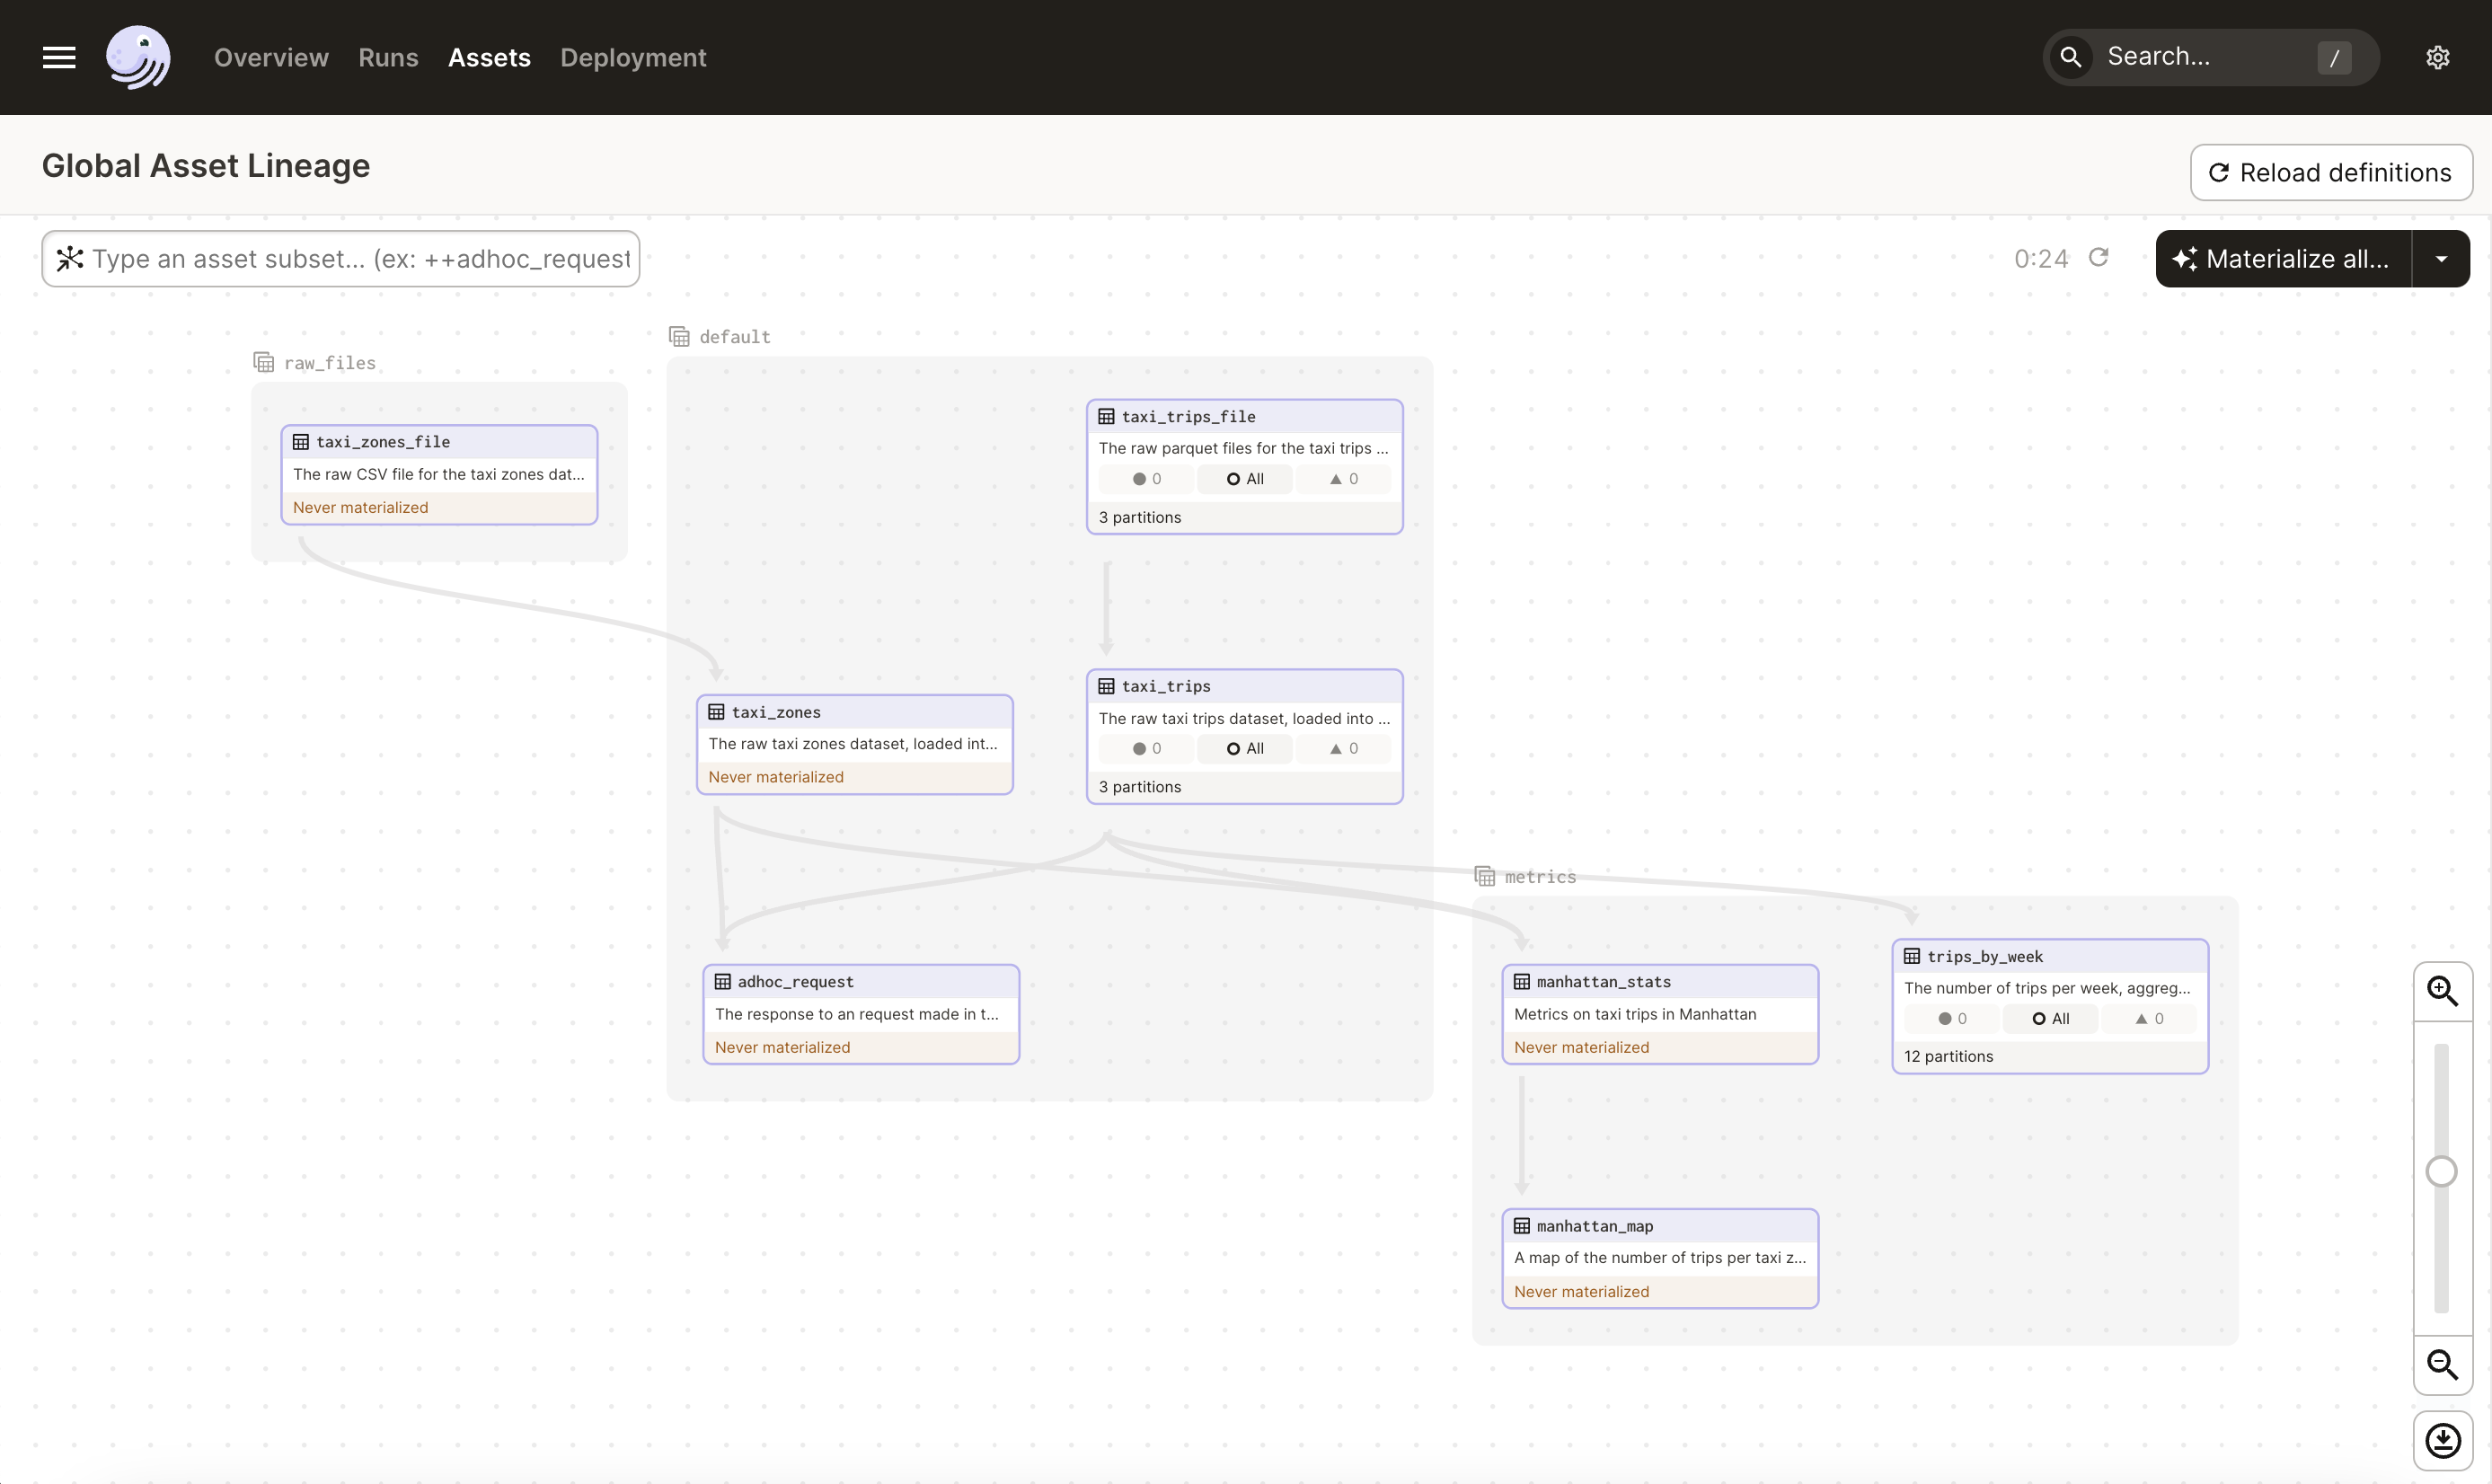 Overview Runs Assets Deployment
Search... /
Global Asset Lineage
Reload definitions
Type an asset subset... (ex: ++adhoc_request
0:24
Materialize all...
raw_files
taxi_zones_file
The raw CSV file for the taxi zones dat...
Never materialized
default
taxi_trips_file
The raw parquet files for the taxi trips ...
0 All 0
3 partitions
taxi_zones
The raw taxi zones dataset, loaded int...
Never materialized
taxi_trips
The raw taxi trips dataset, loaded into ...
0 All 0
3 partitions
adhoc_request
The response to an request made in t...
Never materialized
metrics
manhattan_stats
Metrics on taxi trips in Manhattan
Never materialized
trips_by_week
The number of trips per week, aggreg...
0 All 0
12 partitions
manhattan_map
A map of the number of trips per taxi z...
Never materialized